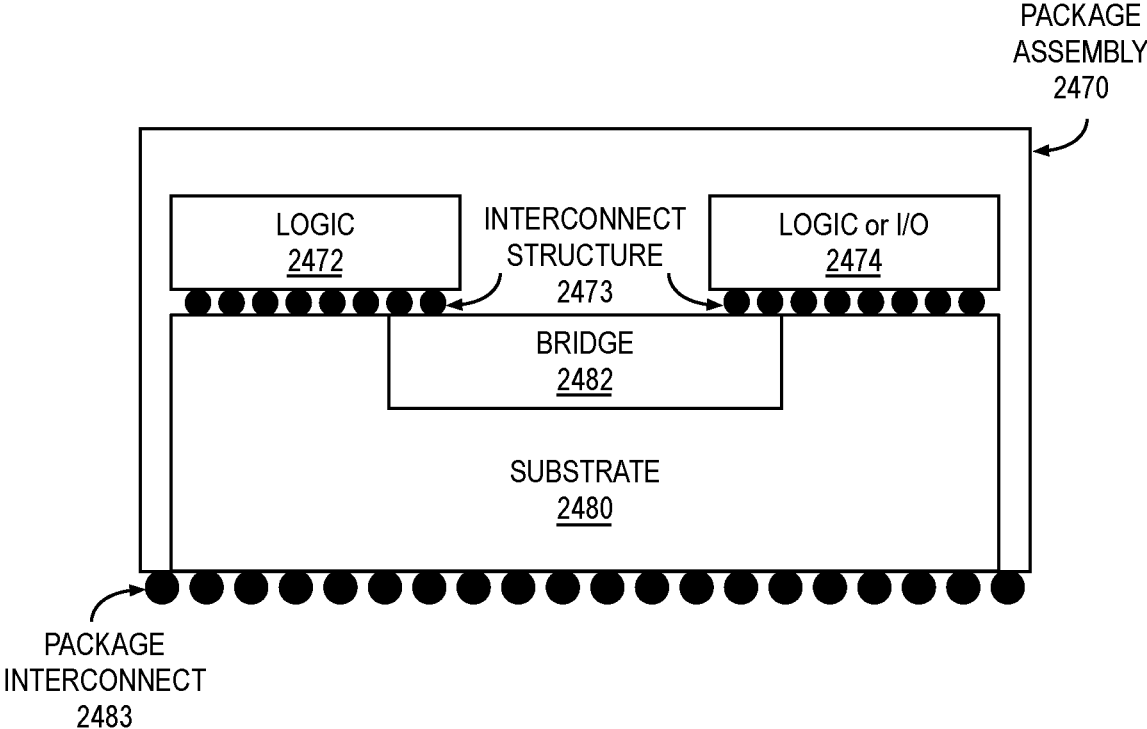 PACKAGE
ASSEMBLY
2470
LOGIC
2472
INTERCONNECT
STRUCTURE
2473
LOGIC or I/O
2474
BRIDGE
2482
SUBSTRATE
2480
PACKAGE
INTERCONNECT
2483